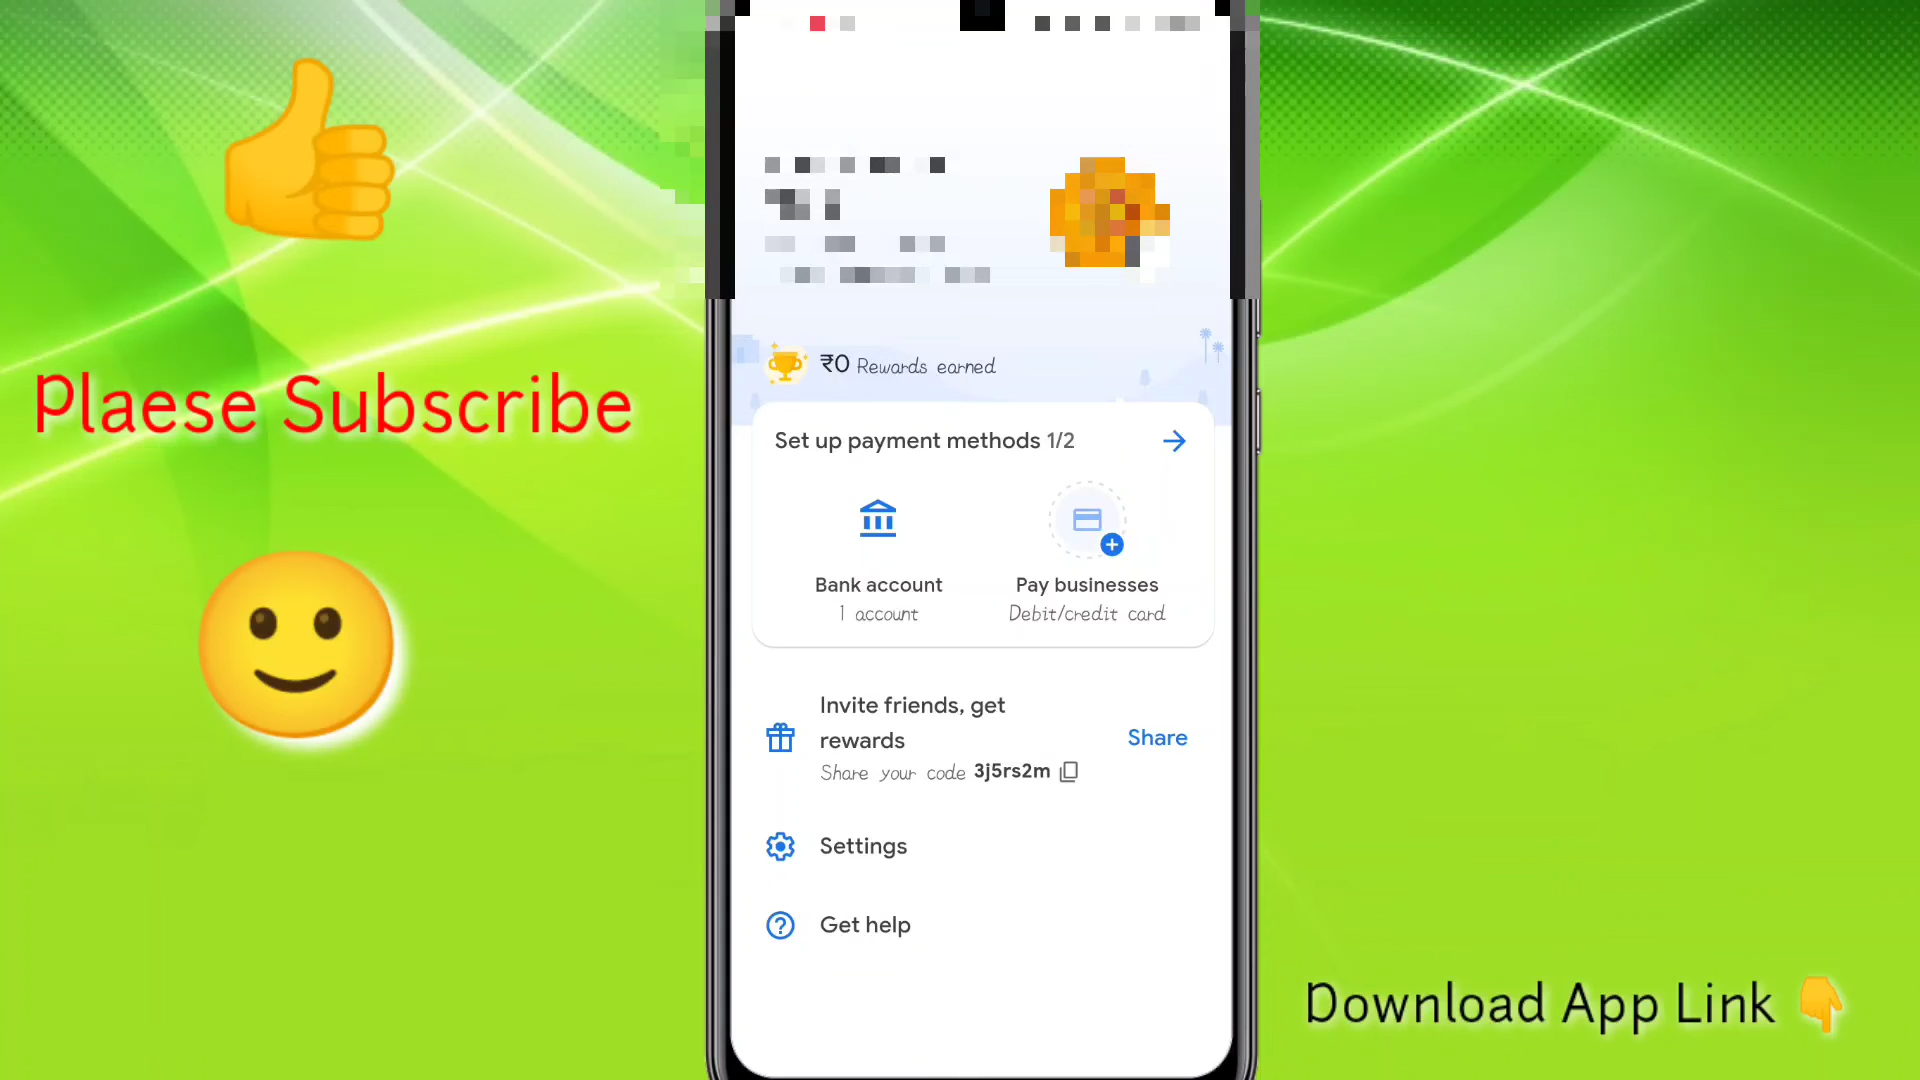 Plaese Subscribe
₹0 Rewards earned
Set up payment methods 1/2
Bank account
1 account
Pay businesses
Debit/credit card
Invite friends, get
rewards
Share your code 3j5rs2m
Share
Settings
Get help
Download App Link